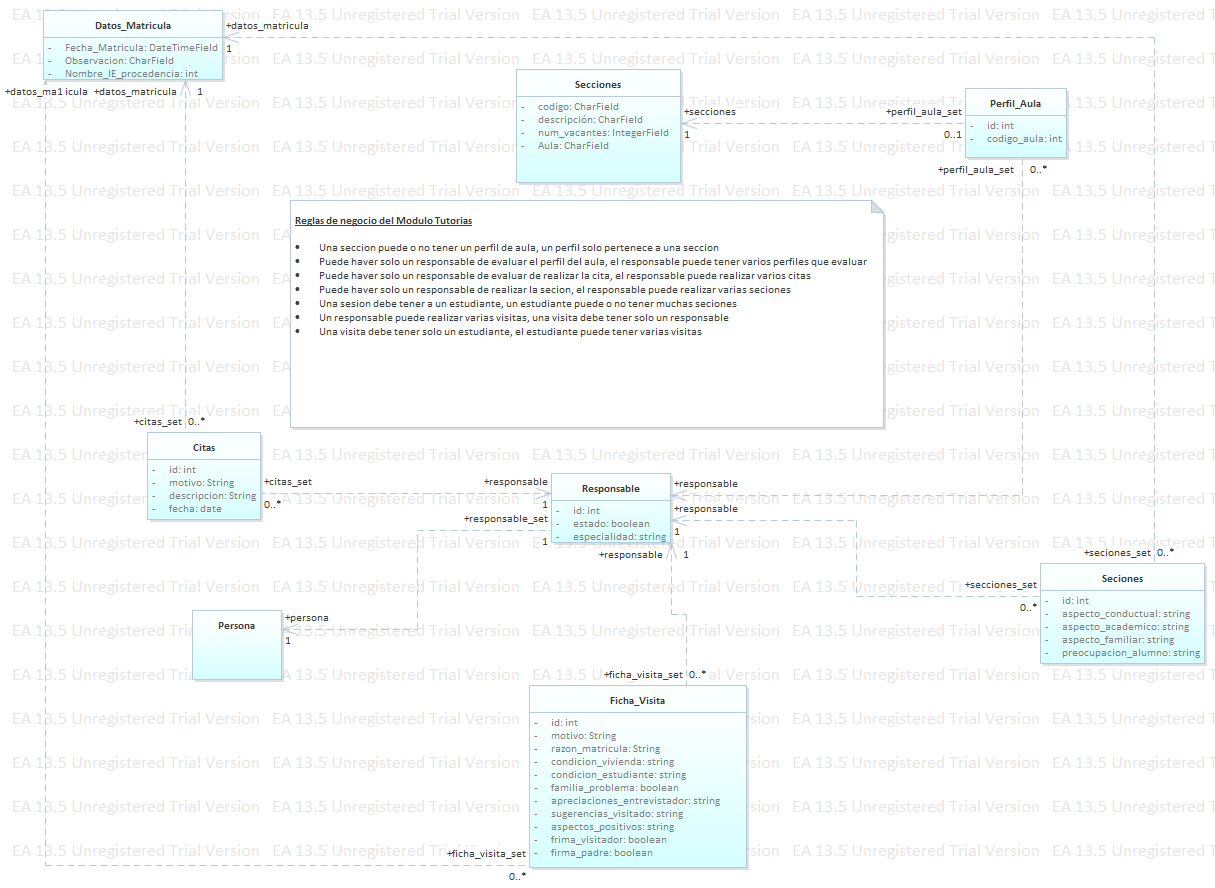 EA 13.5 Unregistered Trial Version
Datos_Matricula
- Fecha_Matricula: DateTimeField
- Observacion: CharField
- Nombre_IE_procedencia: int
+datos_matricula
1
+datos_ma1 icula
+datos_matricula
1
Secciones
- codigo: CharField
- descripción: CharField
- num_vacantes: IntegerField
- Aula: CharField
+secciones
1
+perfil_aula_set
0..1
Perfil_Aula
- id: int
- codigo_aula: int
+perfil_aula_set
0..*
Reglas de negocio del Modulo Tutorias
• Una seccion puede o no tener un perfil de aula, un perfil solo pertenece a una seccion
• Puede haver solo un responsable de evaluar el perfil del aula, el responsable puede tener varios perfiles que evaluar
• Puede haver solo un responsable de evaluar de realizar la cita, el responsable puede realizar varios citas
• Puede haver solo un responsable de realizar la secion, el responsable puede realizar varias seciones
• Una sesion debe tener a un estudiante, un estudiante puede o no tener muchas seciones
• Un responsable puede realizar varias visitas, una visita debe tener solo un responsable
• Una visita debe tener solo un estudiante, el estudiante puede tener varias visitas
+citas_set
0..*
Citas
- id: int
- motivo: String
- descripcion: String
- fecha: date
+citas_set
0..*
+responsable
1
+responsable_set
1
Responsable
- id: int
- estado: boolean
- especialidad: string
+responsable
+responsable
1
+responsable
1
+seciones_set
0..*
Seciones
- id: int
- aspecto_conductual: string
- aspecto_academico: string
- aspecto_familiar: string
- preocupacion_alumno: string
+secciones_set
0..*
Persona
+persona
1
+ficha_visita_set
0..*
Ficha_Visita
- id: int
- motivo: String
- razon_matricula: String
- condicion_vivienda: string
- condicion_estudiante: string
- familia_problema: boolean
- apreciaciones_entrevistador: string
- sugerencias_visitado: string
- aspectos_positivos: string
- frima_visitador: boolean
- firma_padre: boolean
+ficha_visita_set
0..*